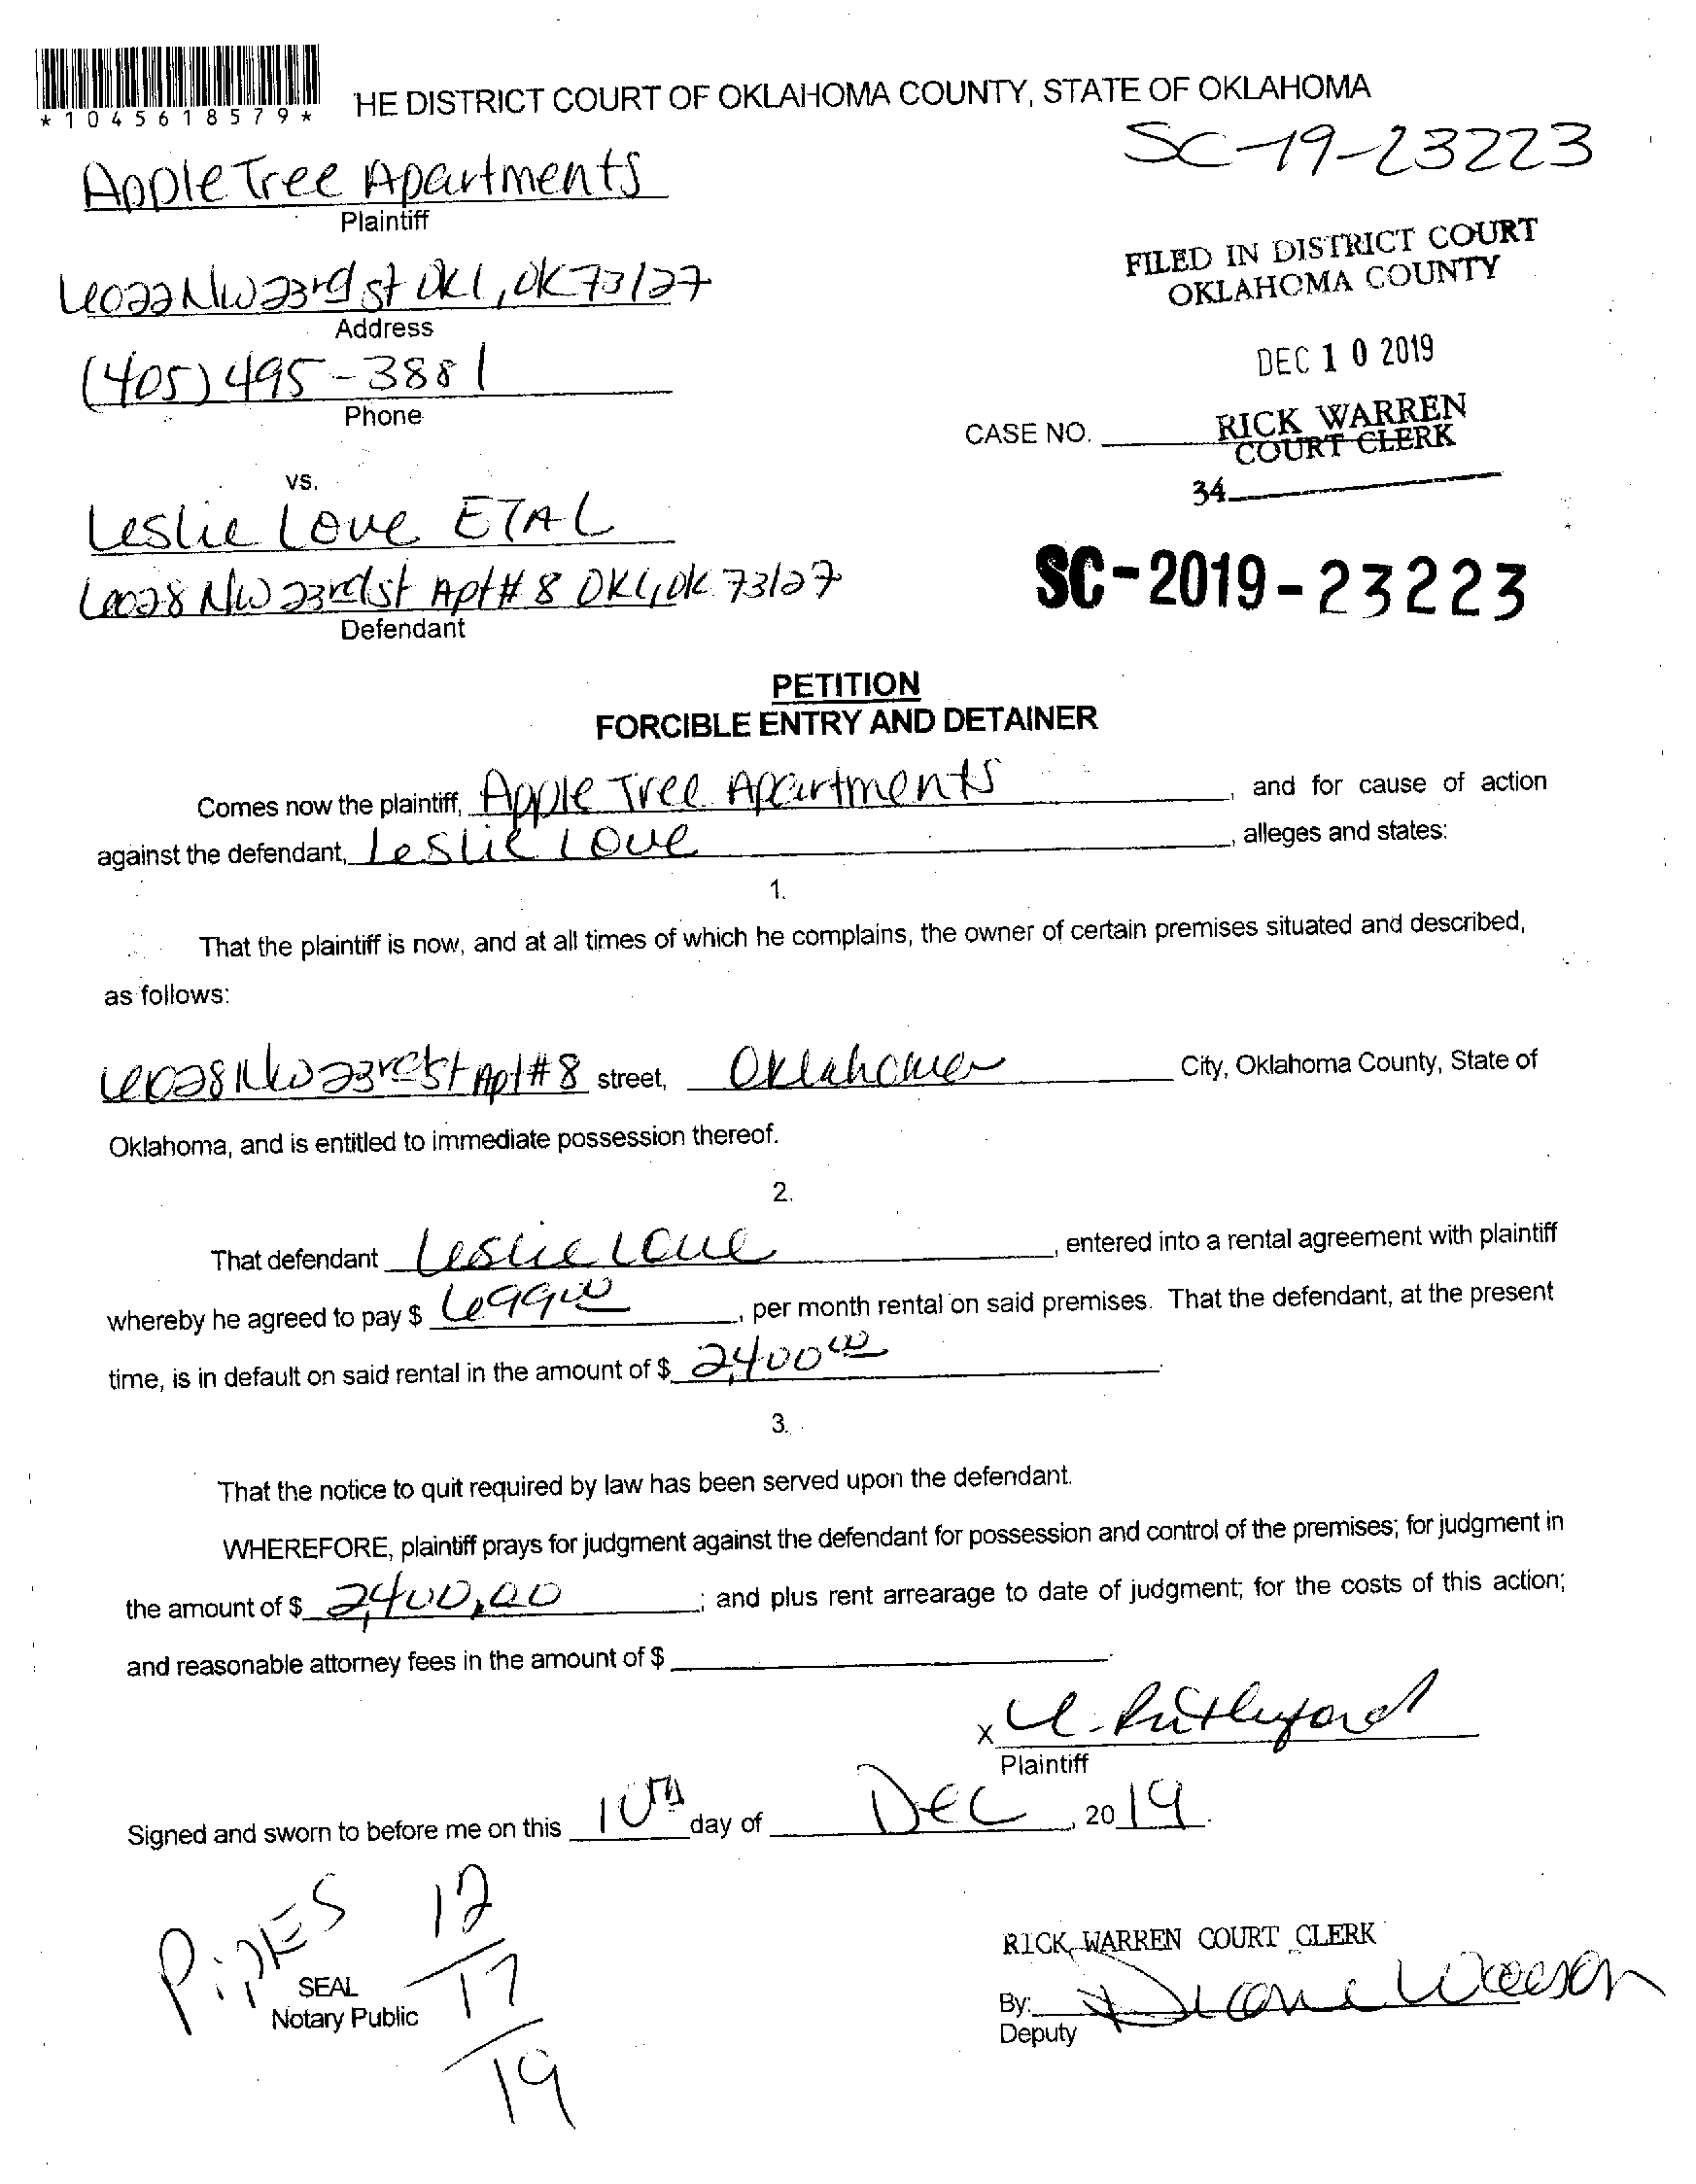 *1045618579*
HE DISTRICT COURT OF OKLAHOMA COUNTY, STATE OF OKLAHOMA
SC-19-23223
Apple Tree Apartments
Plaintiff
FILED IN DISTRICT COURT
OKLAHOMA COUNTY
6022 NW 23rd st OKC, OK 73127
Address
DEC 10 2019
(405) 495-3881
Phone
CASE NO.
RICK WARREN
COURT CLERK
34
vs.
Leslie Love ETAL
6028 NW 23rd st Apt# 8 OKC, OK 73127
Defendant
SC-2019-23223
PETITION
FORCIBLE ENTRY AND DETAINER
Comes now the plaintiff, Apple Tree Apartments, and for cause of action
against the defendant, Leslie Love, alleges and states:
1.
That the plaintiff is now, and at all times of which he complains, the owner of certain premises situated and described,
as follows:
6028 NW 23rd St Apt# 8 street, Oklahoma City, Oklahoma County, State of
Oklahoma, and is entitled to immediate possession thereof.
2.
That defendant Leslie Love, entered into a rental agreement with plaintiff
whereby he agreed to pay $ 699.00, per month rental on said premises. That the defendant, at the present
time, is in default on said rental in the amount of $ 2,400.00.
3.
That the notice to quit required by law has been served upon the defendant.
WHEREFORE, plaintiff prays for judgment against the defendant for possession and control of the premises; for judgment in
the amount of $ 2,400.00; and plus rent arrearage to date of judgment; for the costs of this action;
and reasonable attorney fees in the amount of $
x Rutherford
Plaintiff
Signed and sworn to before me on this 10th day of DEC, 2019.
PIPES 12/17/19
SEAL
Notary Public
RICK WARREN COURT CLERK
By: Diane
Deputy